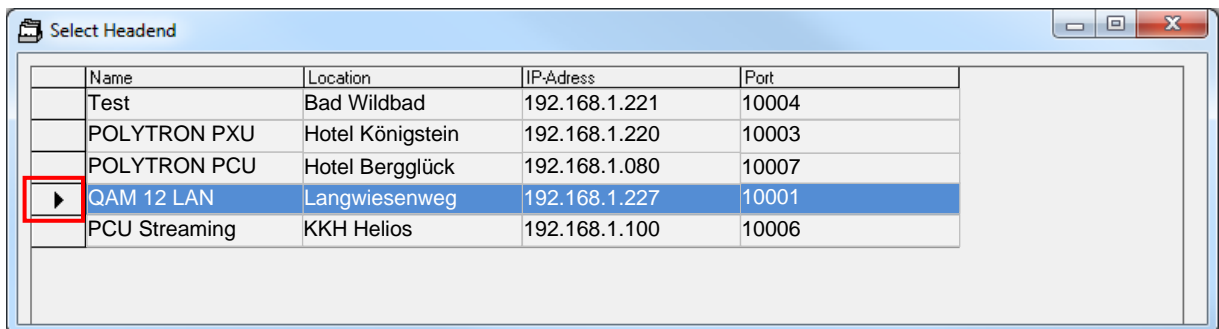 Select Headend
Name Location IP-Adress Port
Test Bad Wildbad 192.168.1.221 10004
POLYTRON PXU Hotel Königstein 192.168.1.220 10003
POLYTRON PCU Hotel Bergglück 192.168.1.080 10007
QAM 12 LAN Langwiesenweg 192.168.1.227 10001
PCU Streaming KKH Helios 192.168.1.100 10006